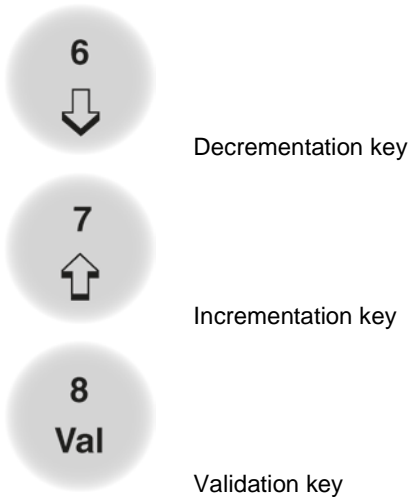 6
Decrementation key
7
Incrementation key
8
Val
Validation key